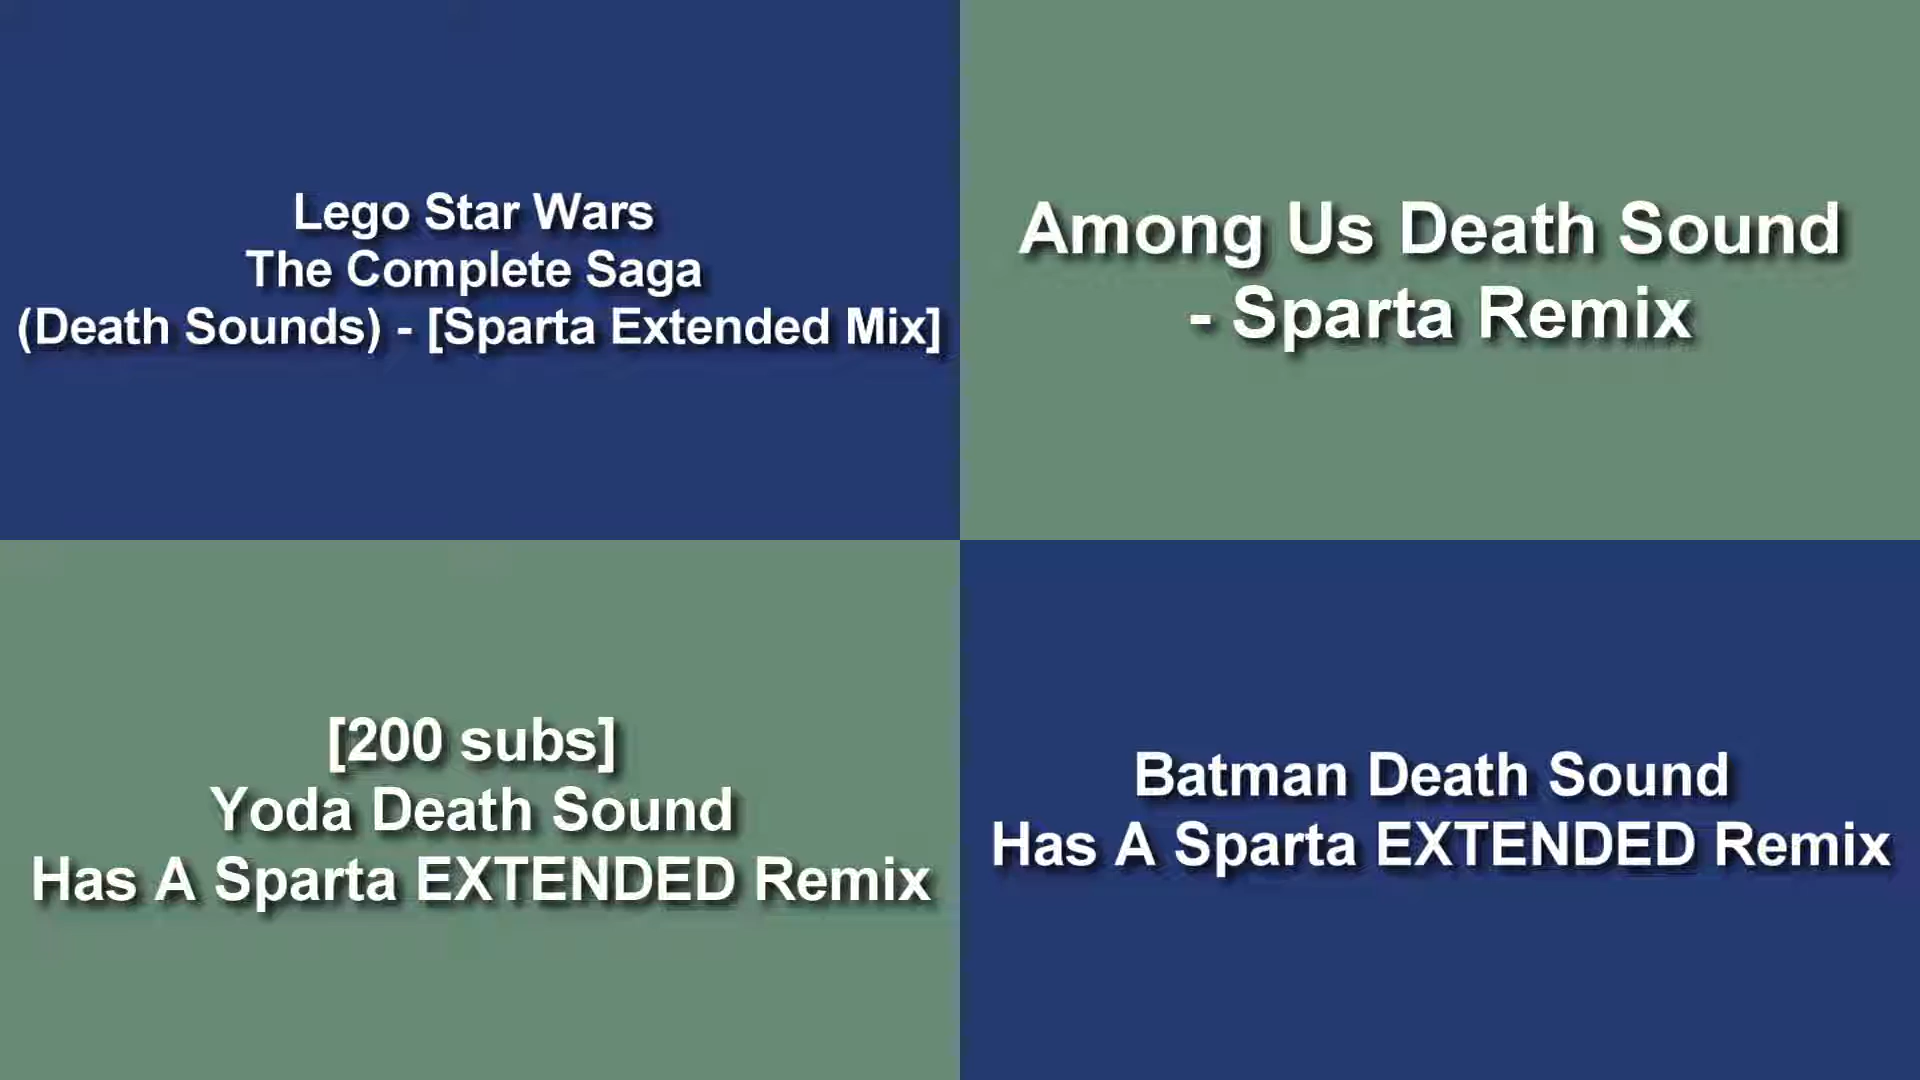 Lego Star Wars
The Complete Saga
(Death Sounds) - [Sparta Extended Mix]
Among Us Death Sound
- Sparta Remix
[200 subs]
Yoda Death Sound
Has A Sparta EXTENDED Remix
Batman Death Sound
Has A Sparta EXTENDED Remix